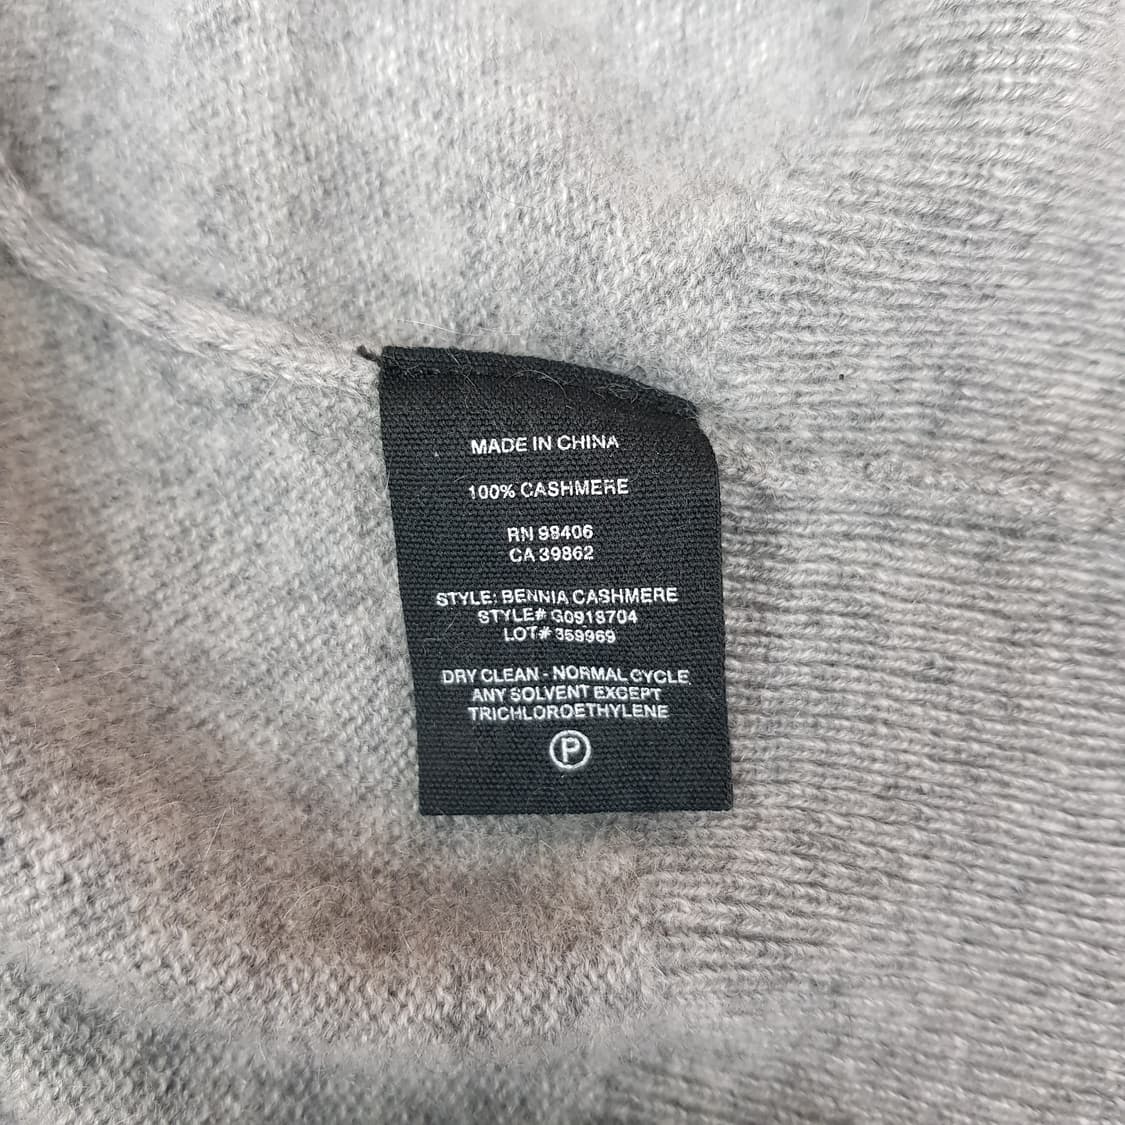 MADE IN CHINA
100% CASHMERE
RN 98406
CA 39862
STYLE: BENNIA CASHMERE
STYLE# G0918704
LOT# 359969
DRY CLEAN - NORMAL CYCLE
ANY SOLVENT EXCEPT
TRICHLOROETHYLENE
P